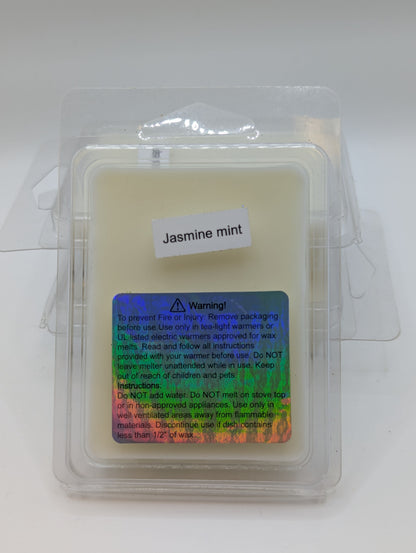 Jasmine mint
Warning!
To prevent Fire or Injury: Remove packaging
before use Use only in tea-light warmers or
UL listed electric warmers approved for wax
melts. Read and follow all instructions
provided with your warmer before use. Do NOT
leave melter unattended while in use. Keep
out of reach of children and pets.
Instructions:
Do NOT add water. Do NOT melt on stove top
or in non-approved appliances. Use only in
well ventilated areas away from flammable
materials. Discontinue use if dish contains
less than 1/2" of wax.